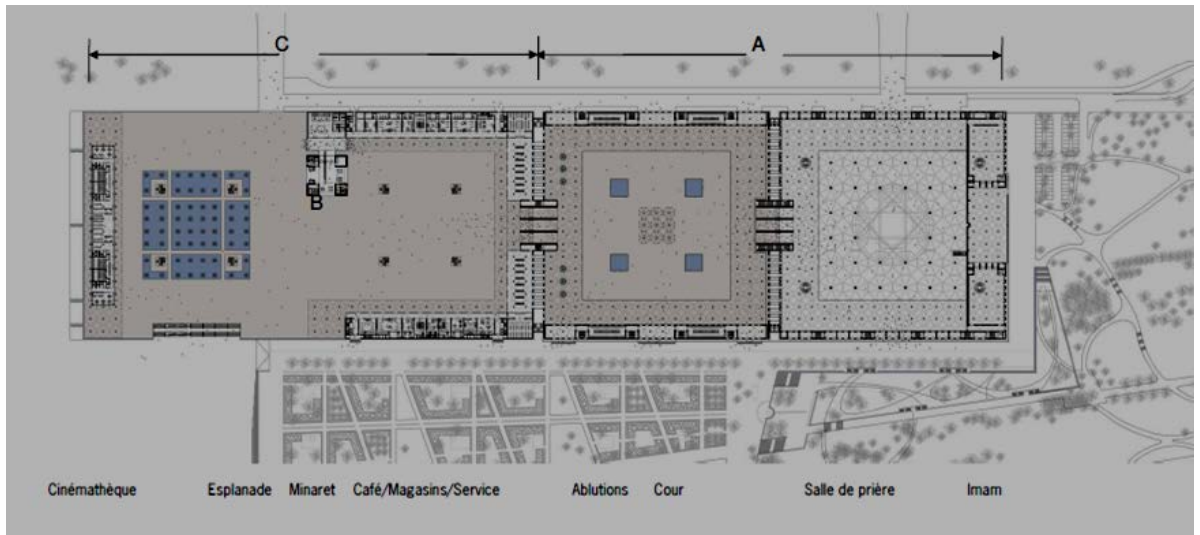 C A
B
Cinémathèque Esplanade Minaret Café/Magasins/Service Ablutions Cour Salle de prière Imam